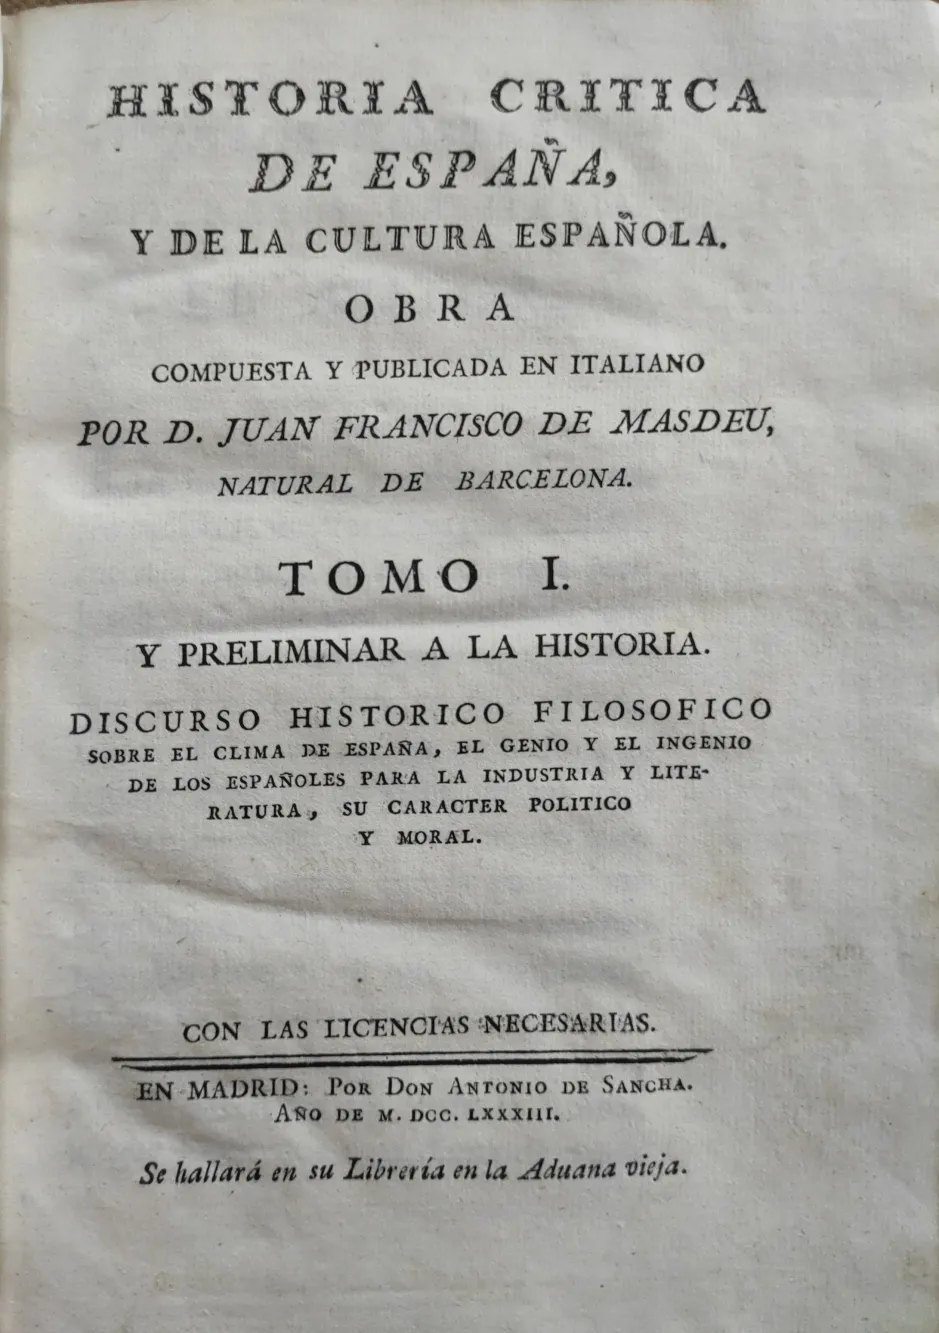 HISTORIA CRITICA
DE ESPAÑA,
Y DE LA CULTURA ESPAÑOLA.
OBRA
COMPUESTA Y PUBLICADA EN ITALIANO
POR D. JUAN FRANCISCO DE MASDEU,
NATURAL DE BARCELONA.
TOMO I.
Y PRELIMINAR A LA HISTORIA.
DISCURSO HISTORICO FILOSOFICO
SOBRE EL CLIMA DE ESPAÑA, EL GENIO Y EL INGENIO
DE LOS ESPAÑOLES PARA LA INDUSTRIA Y LITE-
RATURA, SU CARACTER POLITICO
Y MORAL.
CON LAS LICENCIAS NECESARIAS.
EN MADRID: POR DON ANTONIO DE SANCHA.
AÑO DE M. DCC. LXXXIII.
Se hallará en su Librería en la Aduana vieja.